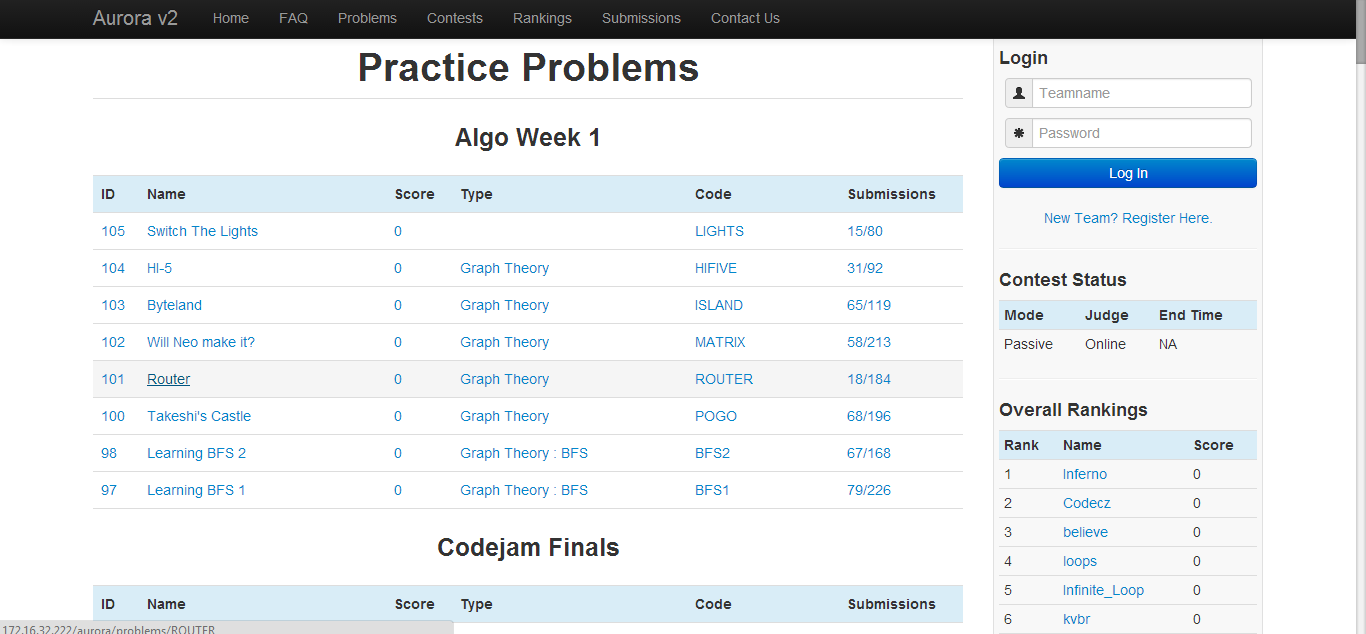 Aurora v2 Home FAQ Problems Contests Rankings Submissions Contact Us
Practice Problems
Algo Week 1
ID Name Score Type Code Submissions
105 Switch The Lights 0 LIGHTS 15/80
104 HI-5 0 Graph Theory HIFIVE 31/92
103 Byteland 0 Graph Theory ISLAND 65/119
102 Will Neo make it? 0 Graph Theory MATRIX 58/213
101 Router 0 Graph Theory ROUTER 18/184
100 Takeshi's Castle 0 Graph Theory POGO 68/196
98 Learning BFS 2 0 Graph Theory : BFS BFS2 67/168
97 Learning BFS 1 0 Graph Theory : BFS BFS1 79/226
Codejam Finals
ID Name Score Type Code Submissions
172.16.32.222/aurora/problems/ROUTER
Login
Teamname
Password
Log In
New Team? Register Here.
Contest Status
Mode Judge End Time
Passive Online NA
Overall Rankings
Rank Name Score
1 Inferno 0
2 Codecz 0
3 believe 0
4 loops 0
5 Infinite_Loop 0
6 kvbr 0